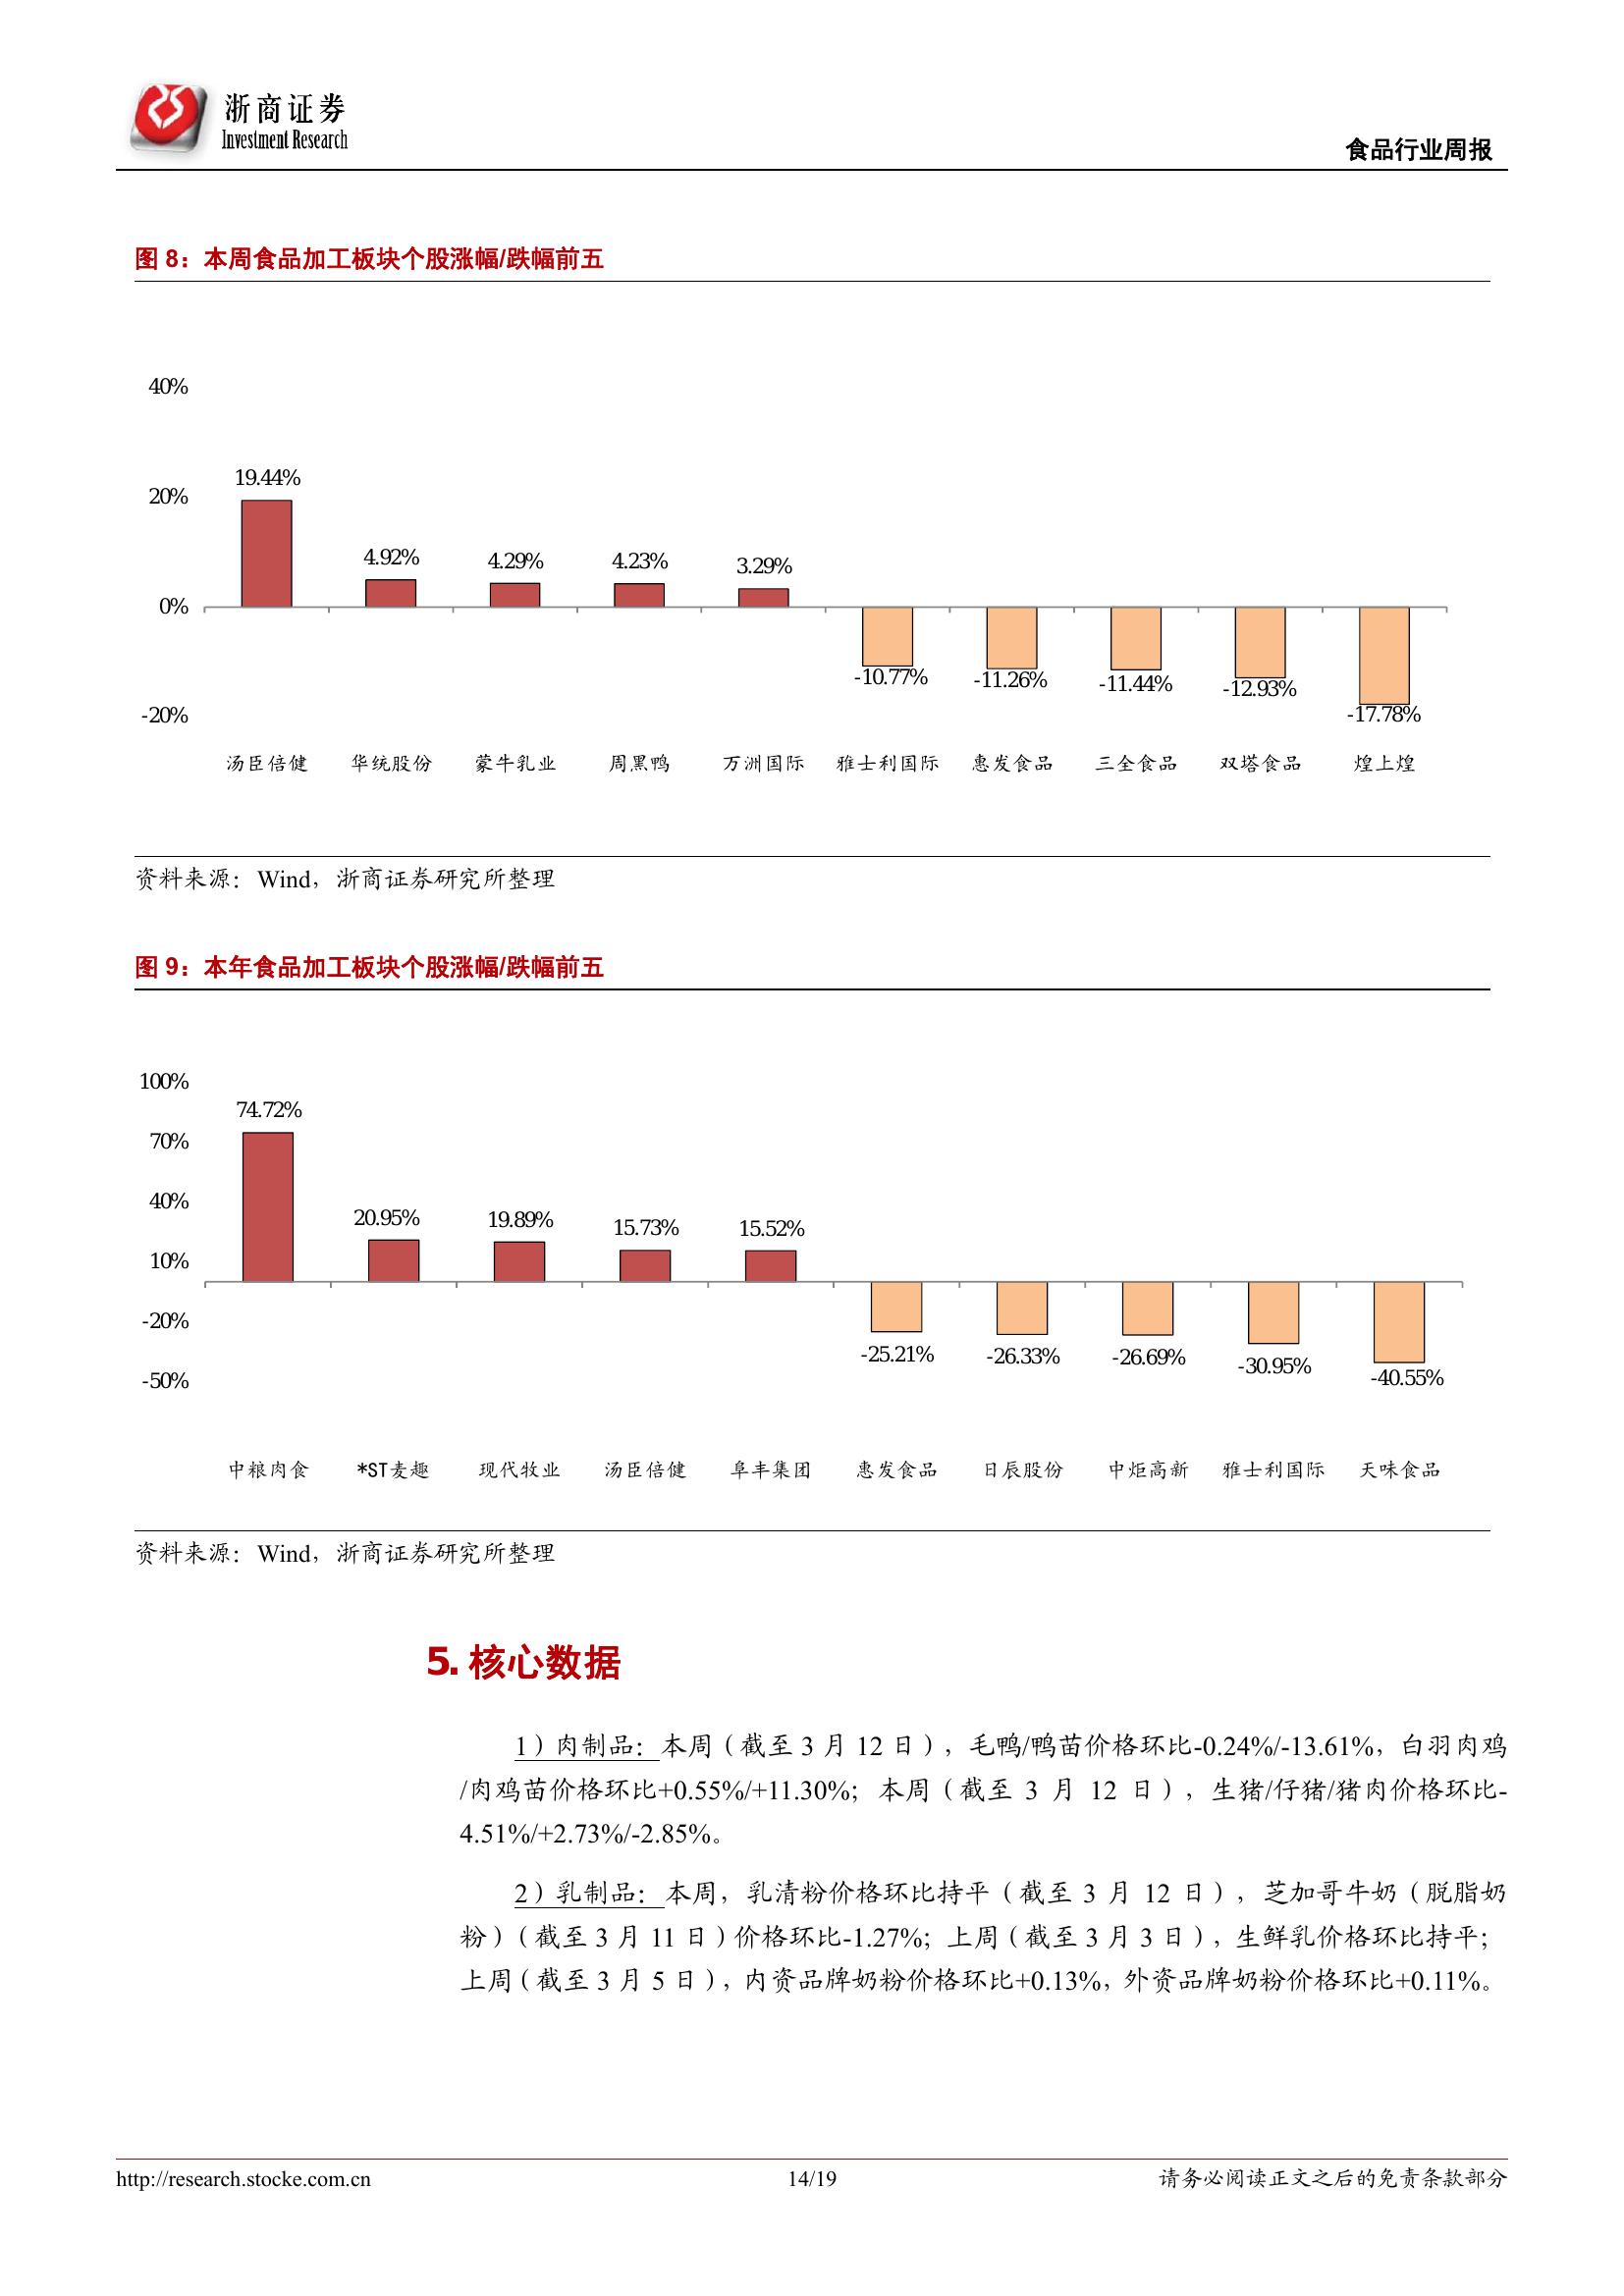 浙商证券
Investment Research
食品行业周报
图 8：本周食品加工板块个股涨幅/跌幅前五
40%
20%
0%
-20%
19.44%
4.92%
4.29%
4.23%
3.29%
-10.77%
-11.26%
-11.44%
-12.93%
-17.78%
汤臣倍健 华统股份 蒙牛乳业 周黑鸭 万洲国际 雅士利国际 惠发食品 三全食品 双塔食品 煌上煌
资料来源：Wind，浙商证券研究所整理
图 9：本年食品加工板块个股涨幅/跌幅前五
100%
70%
40%
10%
-20%
-50%
74.72%
20.95%
19.89%
15.73%
15.52%
-25.21%
-26.33%
-26.69%
-30.95%
-40.55%
中粮肉食 *ST麦趣 现代牧业 汤臣倍健 阜丰集团 惠发食品 日辰股份 中炬高新 雅士利国际 天味食品
资料来源：Wind，浙商证券研究所整理
5. 核心数据
1）肉制品：本周（截至 3 月 12 日），毛鸭/鸭苗价格环比-0.24%/-13.61%，白羽肉鸡
/肉鸡苗价格环比+0.55%/+11.30%；本周（截至 3 月 12 日），生猪/仔猪/猪肉价格环比-
4.51%/+2.73%/-2.85%。
2）乳制品：本周，乳清粉价格环比持平（截至 3 月 12 日），芝加哥牛奶（脱脂奶
粉）（截至 3 月 11 日）价格环比-1.27%；上周（截至 3 月 3 日），生鲜乳价格环比持平；
上周（截至 3 月 5 日），内资品牌奶粉价格环比+0.13%，外资品牌奶粉价格环比+0.11%。
http://research.stocke.com.cn
14/19
请务必阅读正文之后的免责条款部分